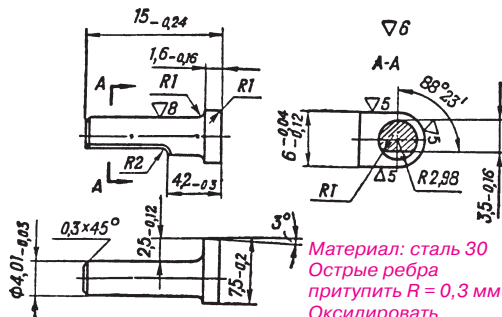 15₋₀,₂₄
1,6₋₀,₁₆
A
R1
R1
▽8
R2
A
4,2₋₀,₃
▽6
A-A
88°23'
▽5
6 -0,04 -0,12
▽5
R1
▽5
R2,98
3,5₋₀,₁₆
0,3×45°
2,5₋₀,₁₂
3°
7,5₋₀,₂
ф4,01₋₀,₀₃
Материал: сталь 30
Острые ребра
притупить R = 0,3 мм
Оксидировать